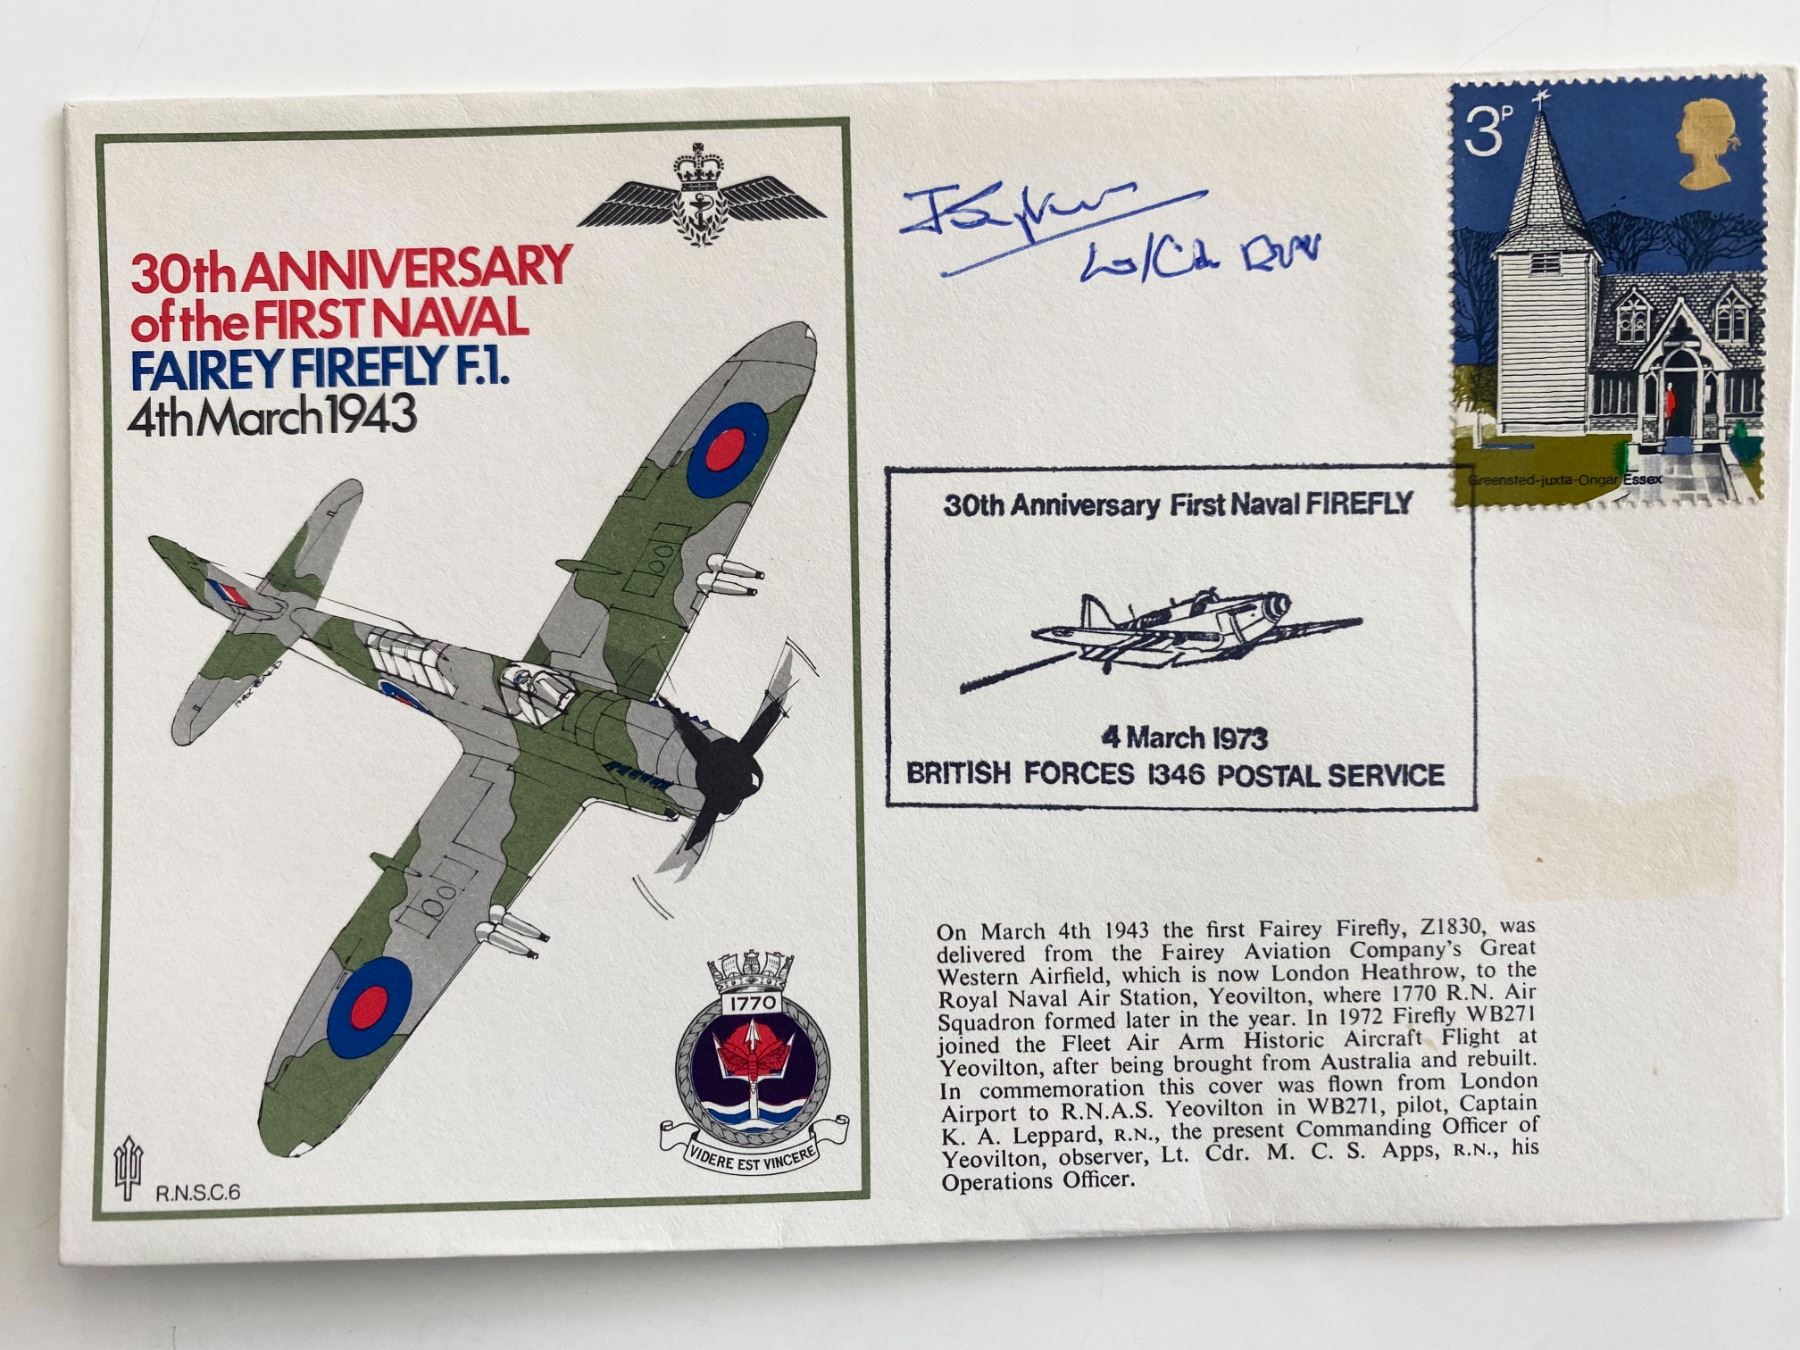 30th ANNIVERSARY
of the FIRST NAVAL
FAIREY FIREFLY F.1.
4th March 1943
1770
VIDERE EST VINCERE
R.N.S.C.6
RN
3P
Greensted-juxta-Ongar Essex
30th Anniversary First Naval FIREFLY
4 March 1973
BRITISH FORCES 1346 POSTAL SERVICE
On March 4th 1943 the first Fairey Firefly, Z1830, was
delivered from the Fairey Aviation Company's Great
Western Airfield, which is now London Heathrow, to the
Royal Naval Air Station, Yeovilton, where 1770 R.N. Air
Squadron formed later in the year. In 1972 Firefly WB271
joined the Fleet Air Arm Historic Aircraft Flight at
Yeovilton, after being brought from Australia and rebuilt.
In commemoration this cover was flown from London
Airport to R.N.A.S. Yeovilton in WB271, pilot, Captain
K. A. Leppard, R.N., the present Commanding Officer of
Yeovilton, observer, Lt. Cdr. M. C. S. Apps, R.N., his
Operations Officer.